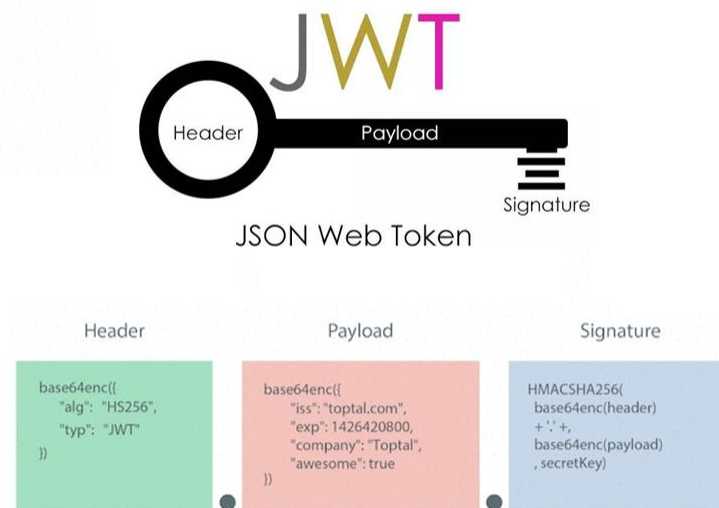 JWT
Header
Payload
Signature
JSON Web Token
Header
Payload
Signature
base64enc({
"alg": "HS256",
"typ": "JWT"
})
base64enc({
"iss": "toptal.com",
"exp": 1426420800,
"company": "Toptal",
"awesome": true
})
HMACSHA256(
base64enc(header)
+ '.' +,
base64enc(payload)
, secretKey)